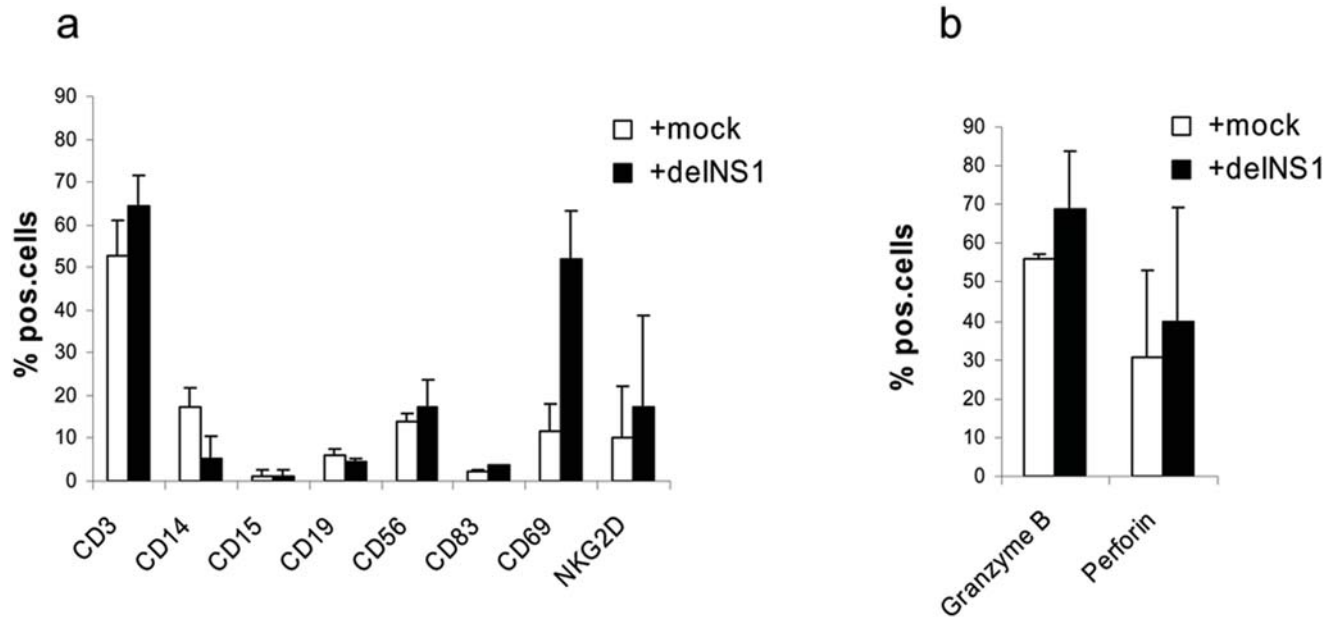 a
% pos.cells
90
80
70
60
50
40
30
20
10
0
+mock
+delNS1
CD3
CD14
CD15
CD19
CD56
CD83
CD69
NKG2D
b
% pos.cells
90
80
70
60
50
40
30
20
10
0
+mock
+delNS1
Granzyme B
Perforin